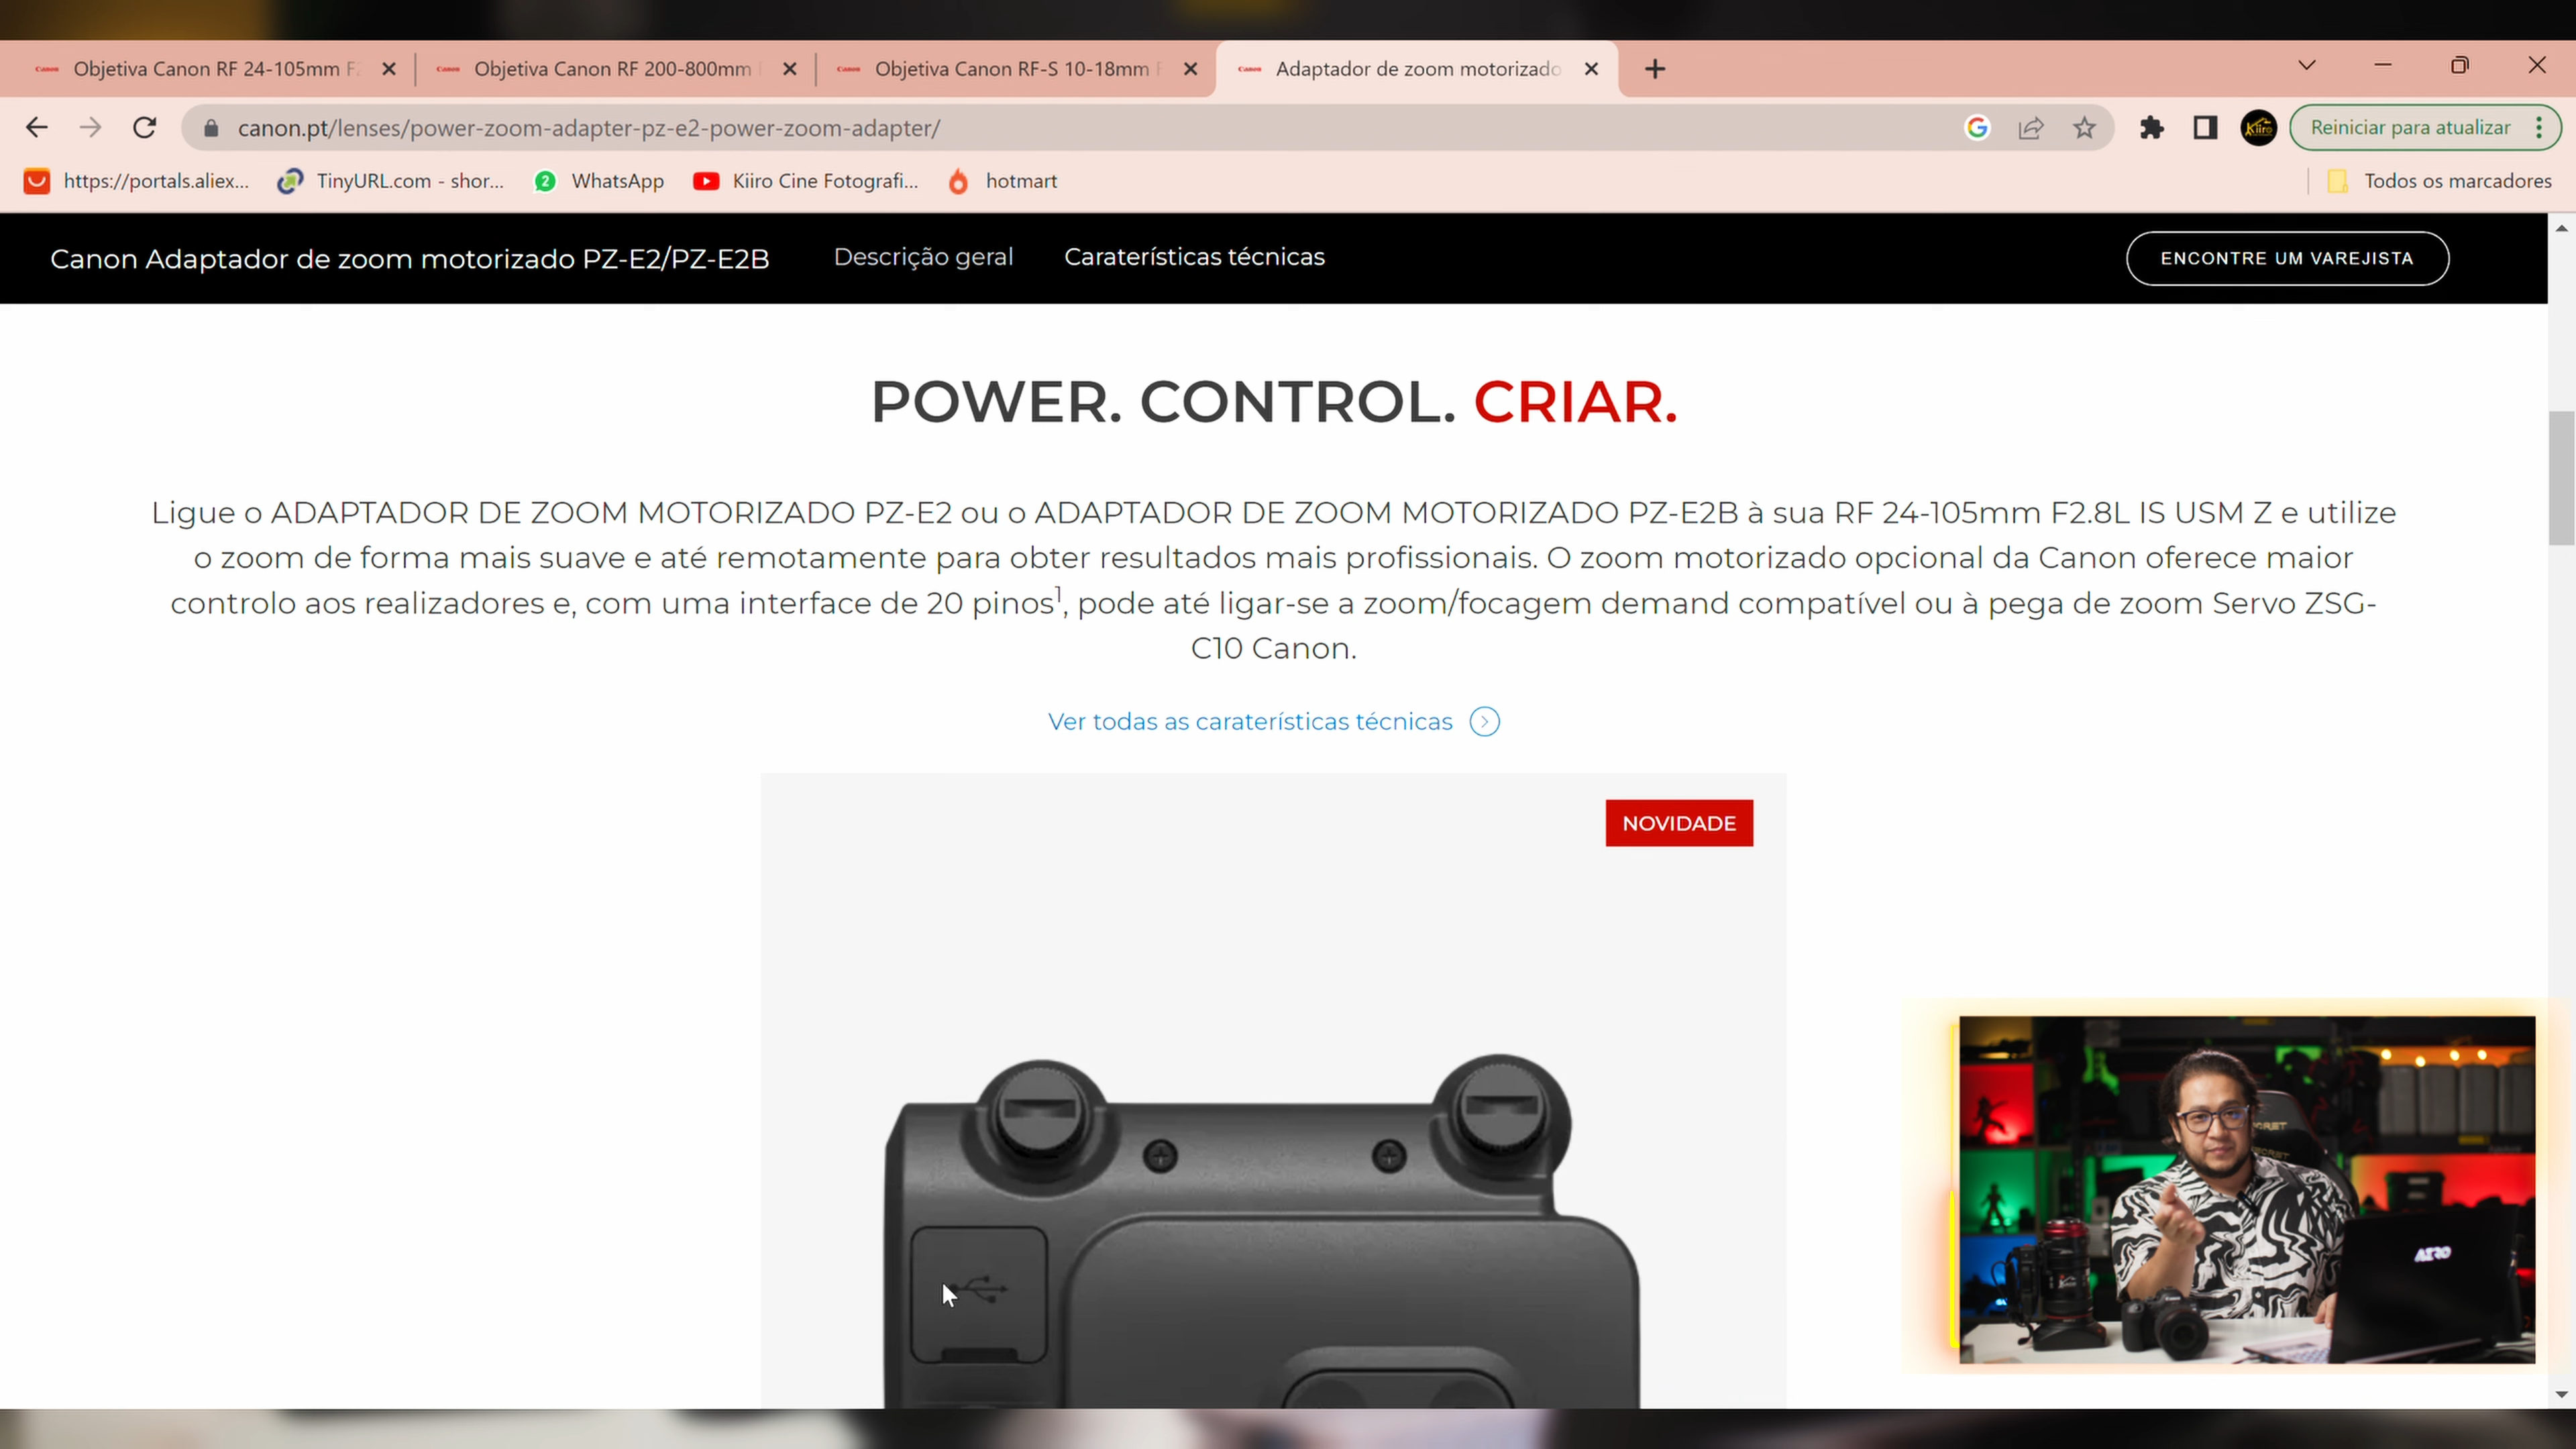 Canon Objetiva Canon RF 24-105mm F
Canon Objetiva Canon RF 200-800mm
Canon Objetiva Canon RF-S 10-18mm F
Canon Adaptador de zoom motorizado
canon.pt/lenses/power-zoom-adapter-pz-e2-power-zoom-adapter/
Kiiro
Reiniciar para atualizar
https://portals.aliex...
TinyURL.com - shor...
2 WhatsApp
Kiiro Cine Fotografi...
hotmart
Todos os marcadores
Canon Adaptador de zoom motorizado PZ-E2/PZ-E2B
Descrição geral
Caraterísticas técnicas
ENCONTRE UM VAREJISTA
POWER. CONTROL. CRIAR.
Ligue o ADAPTADOR DE ZOOM MOTORIZADO PZ-E2 ou o ADAPTADOR DE ZOOM MOTORIZADO PZ-E2B à sua RF 24-105mm F2.8L IS USM Z e utilize
o zoom de forma mais suave e até remotamente para obter resultados mais profissionais. O zoom motorizado opcional da Canon oferece maior
controlo aos realizadores e, com uma interface de 20 pinos¹, pode até ligar-se a zoom/focagem demand compatível ou à pega de zoom Servo ZSG-
C10 Canon.
Ver todas as caraterísticas técnicas
NOVIDADE